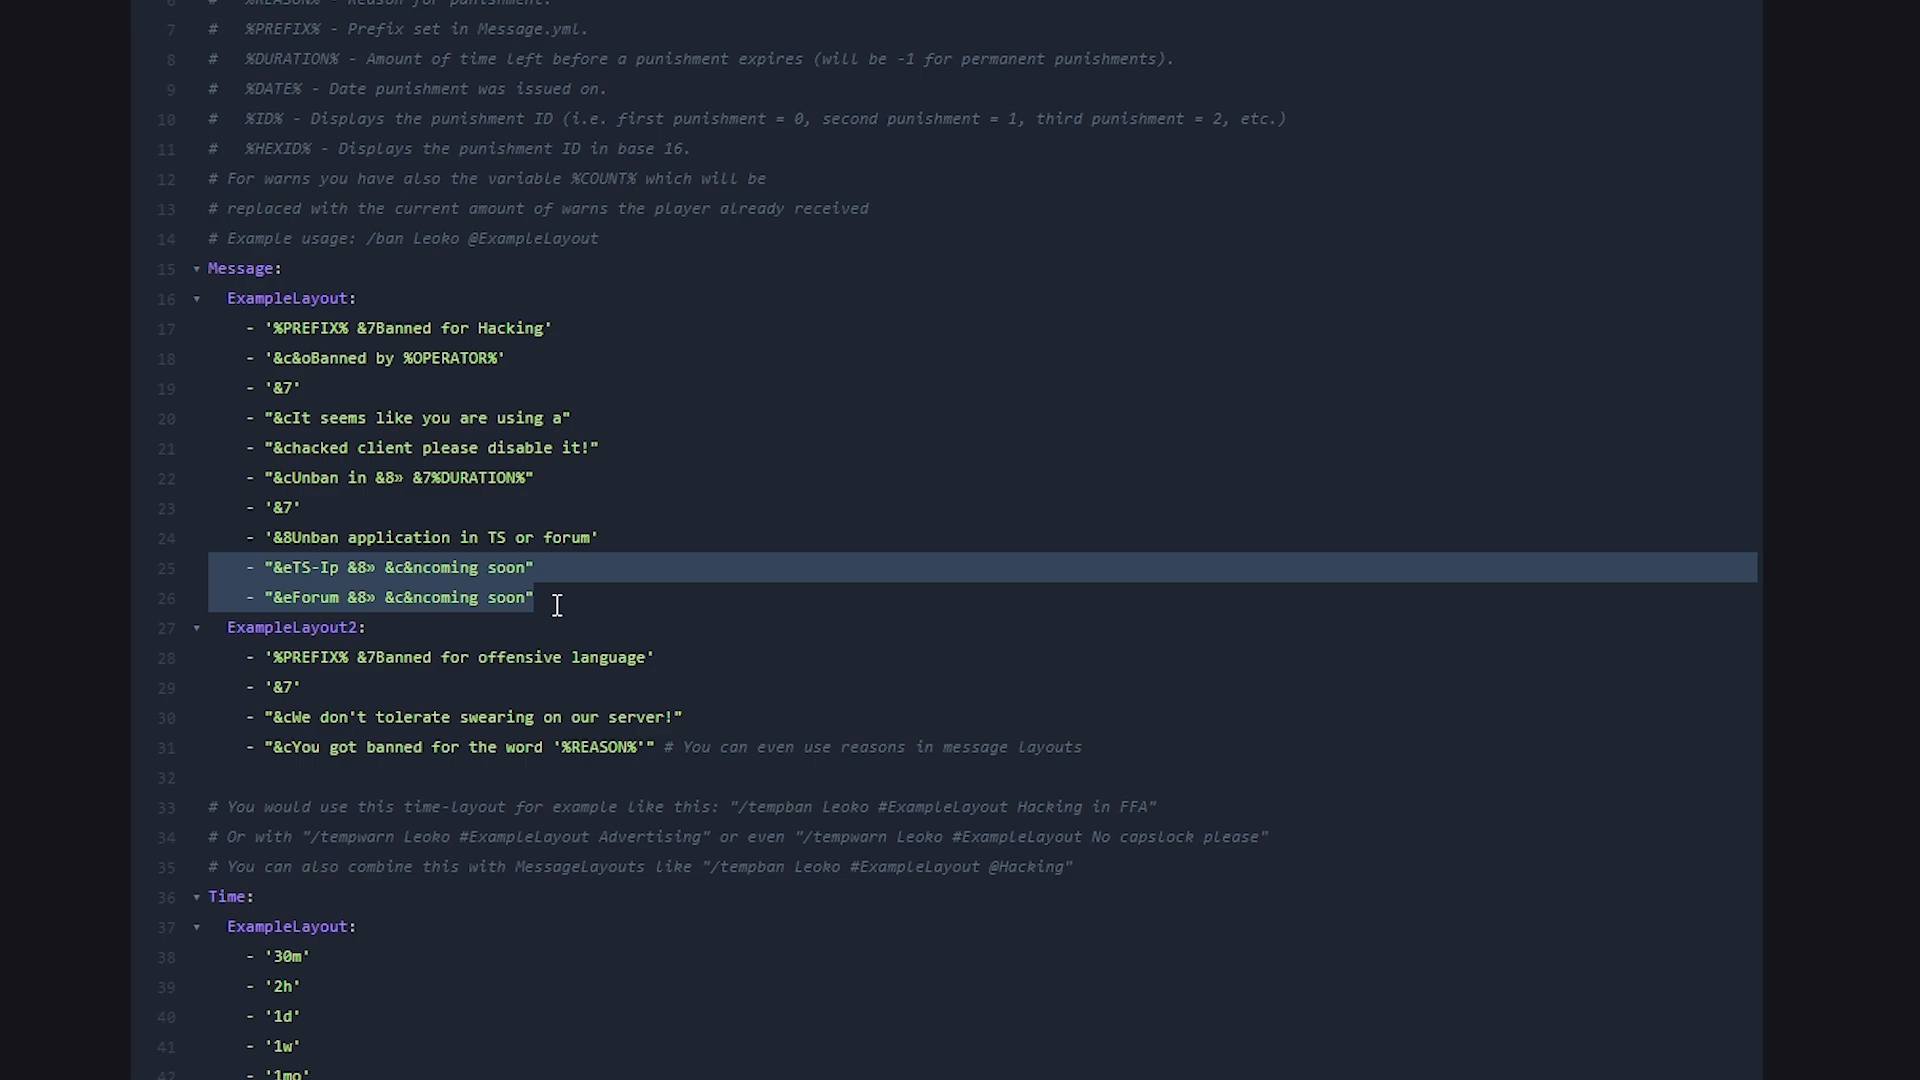 6 # %REASON% - Reason for punishment.
7 # %PREFIX% - Prefix set in Message.yml.
8 # %DURATION% - Amount of time left before a punishment expires (will be -1 for permanent punishments).
9 # %DATE% - Date punishment was issued on.
10 # %ID% - Displays the punishment ID (i.e. first punishment = 0, second punishment = 1, third punishment = 2, etc.)
11 # %HEXID% - Displays the punishment ID in base 16.
12 # For warns you have also the variable %COUNT% which will be
13 # replaced with the current amount of warns the player already received
14 # Example usage: /ban Leoko @ExampleLayout
15 Message:
16 ExampleLayout:
17 - '%PREFIX% &7Banned for Hacking'
18 - '&c&oBanned by %OPERATOR%'
19 - '&7'
20 - "&cIt seems like you are using a"
21 - "&chacked client please disable it!"
22 - "&cUnban in &8» &7%DURATION%"
23 - '&7'
24 - '&8Unban application in TS or forum'
25 - "&eTS-Ip &8» &c&ncoming soon"
26 - "&eForum &8» &c&ncoming soon"
27 ExampleLayout2:
28 - '%PREFIX% &7Banned for offensive language'
29 - '&7'
30 - "&cWe don't tolerate swearing on our server!"
31 - "&cYou got banned for the word '%REASON%'" # You can even use reasons in message layouts
32
33 # You would use this time-layout for example like this: "/tempban Leoko #ExampleLayout Hacking in FFA"
34 # Or with "/tempwarn Leoko #ExampleLayout Advertising" or even "/tempwarn Leoko #ExampleLayout No capslock please"
35 # You can also combine this with MessageLayouts like "/tempban Leoko #ExampleLayout @Hacking"
36 Time:
37 ExampleLayout:
38 - '30m'
39 - '2h'
40 - '1d'
41 - '1w'
42 - '1mo'